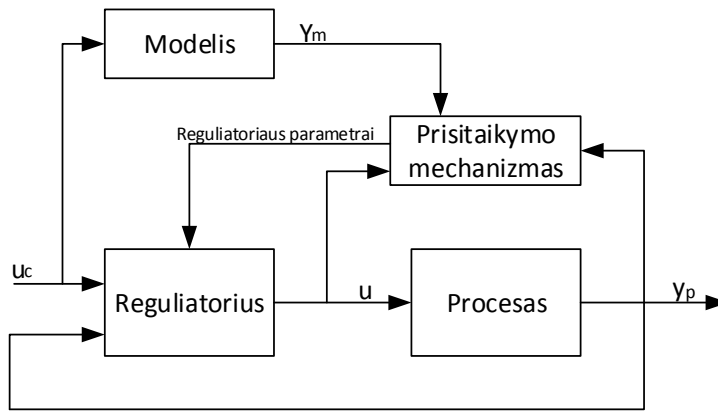 Modelis
Ym
Reguliatoriaus parametrai
Prisitaikymo
mechanizmas
uc
Reguliatorius
u
Procesas
yp